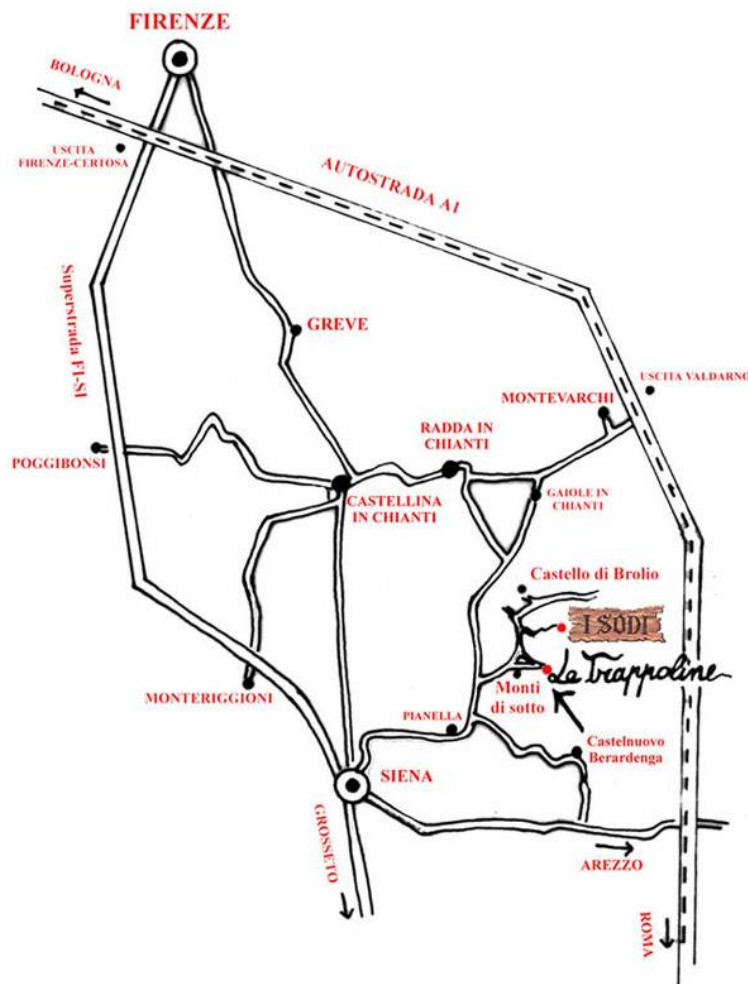 FIRENZE
BOLOGNA
USCITA
FIRENZE-CERTOSA
AUTOSTRADA A1
Superstrada FI-SI
GREVE
USCITA VALDARNO
MONTEVARCHI
RADDA IN
CHIANTI
POGGIBONSI
CASTELLINA
IN CHIANTI
GAIOLE IN
CHIANTI
Castello di Brolio
I SODI
Le Trappoline
Monti
di sotto
MONTERIGGIONI
PIANELLA
Castelnuovo
Berardenga
SIENA
GROSSETO
AREZZO
ROMA